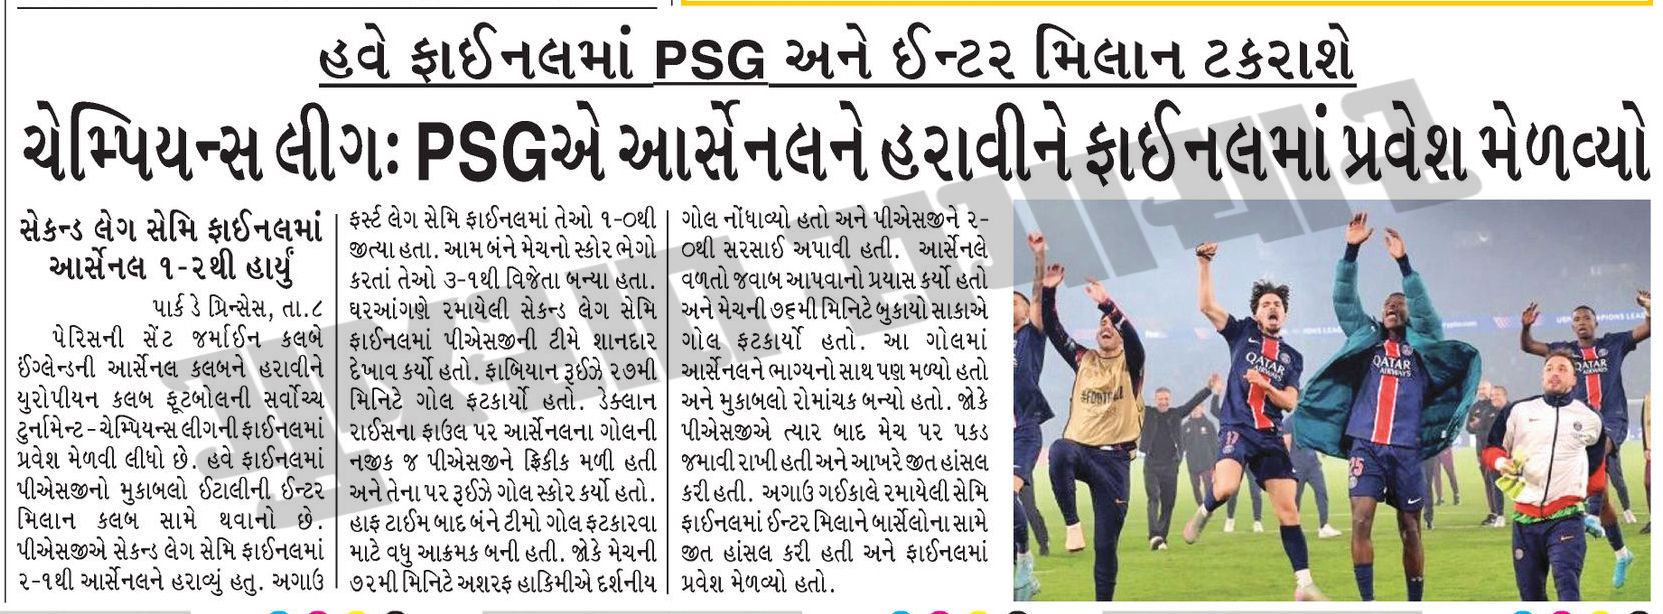 હવે ફાઈનલમાં PSG અને ઈન્ટર મિલાન ટકરાશે
ચેમ્પિયન્સ લીગઃ PSGએ આર્સેનલને હરાવીને ફાઈનલમાં પ્રવેશ મેળવ્યો
સેકન્ડ લેગ સેમિ ફાઈનલમાં
આર્સેનલ ૧-૨થી હાર્યું
પાર્ક ડે પ્રિન્સેસ, તા.૮
પેરિસની સેંટ જર્માઈન કલબે
ઈંગ્લેન્ડની આર્સેનલ કલબને હરાવીને
યુરોપીયન કલબ ફૂટબોલની સર્વોચ્ચ
ટુર્નામેન્ટ-ચેમ્પિયન્સ લીગની ફાઈનલમાં
પ્રવેશ મેળવી લીધો છે. હવે ફાઈનલમાં
પીએસજીનો મુકાબલો ઈટાલીની ઈન્ટર
મિલાન કલબ સામે થવાનો છે.
પીએસજીએ સેકન્ડ લેગ સેમિ ફાઈનલમાં
૨-૧થી આર્સેનલને હરાવ્યું હતુ. અગાઉ
ફર્સ્ટ લેગ સેમિ ફાઈનલમાં તેઓ ૧-૦થી
જીત્યા હતા. આમ બંને મેચનો સ્કોર ભેગો
કરતાં તેઓ ૩-૧થી વિજેતા બન્યા હતા.
ઘરઆંગણે રમાયેલી સેકન્ડ લેગ સેમિ
ફાઈનલમાં પીએસજીની ટીમે શાનદાર
દેખાવ કર્યો હતો. ફાબિયાન રૂઈઝે ૨૭મી
મિનિટે ગોલ ફટકાર્યો હતો. ડેક્લાન
રાઈસના ફાઉલ પર આર્સેનલના ગોલની
નજીક જ પીએસજીને ફ્રિકીક મળી હતી
અને તેના પર રૂઈઝે ગોલ સ્કોર કર્યો હતો.
હાફ ટાઈમ બાદ બંને ટીમો ગોલ ફટકારવા
માટે વધુ આક્રમક બની હતી. જોકે મેચની
૭૨મી મિનિટે અશરફ હાકિમીએ દર્શનીય
ગોલ નોંધાવ્યો હતો અને પીએસજીને ૨-
૦થી સરસાઈ અપાવી હતી. આર્સેનલે
વળતો જવાબ આપવાનો પ્રયાસ કર્યો હતો
અને મેચની ૭૬મી મિનિટે બુકાયો સાકાએ
ગોલ ફટકાર્યો હતો. આ ગોલમાં
આર્સેનલને ભાગ્યનો સાથ પણ મળ્યો હતો
અને મુકાબલો રોમાંચક બન્યો હતો. જોકે
પીએસજીએ ત્યાર બાદ મેચ પર પકડ
જમાવી રાખી હતી અને આખરે જીત હાંસલ
કરી હતી. અગાઉ ગઈકાલે રમાયેલી સેમિ
ફાઈનલમાં ઈન્ટર મિલાને બાર્સેલોના સામે
જીત હાંસલ કરી હતી અને ફાઈનલમાં
પ્રવેશ મેળવ્યો હતો.
ગુજરાત સમાચાર
QATAR
AIRWAYS
QATAR
AIRWAYS